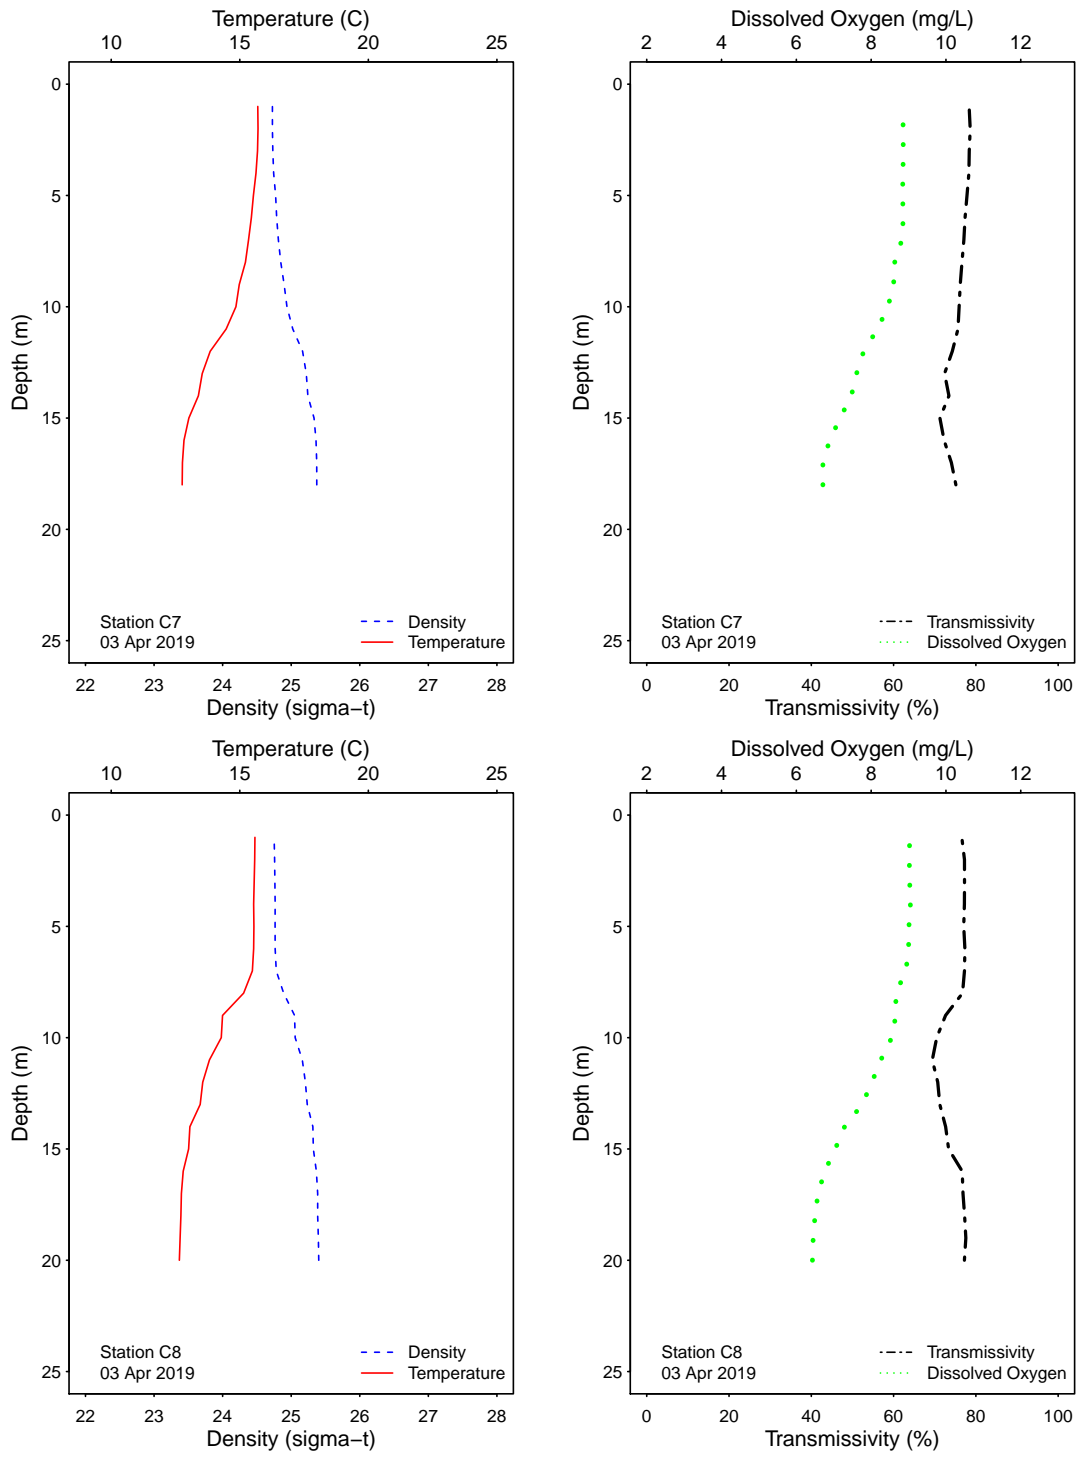 Temperature (C)
10 15 20 25
0
5
10
15
20
25
Depth (m)
Station C7
03 Apr 2019
Density
Temperature
22 23 24 25 26 27 28
Density (sigma−t)
Dissolved Oxygen (mg/L)
2 4 6 8 10 12
0
5
10
15
20
25
Depth (m)
Station C7
03 Apr 2019
Transmissivity
Dissolved Oxygen
0 20 40 60 80 100
Transmissivity (%)
Temperature (C)
10 15 20 25
0
5
10
15
20
25
Depth (m)
Station C8
03 Apr 2019
Density
Temperature
22 23 24 25 26 27 28
Density (sigma−t)
Dissolved Oxygen (mg/L)
2 4 6 8 10 12
0
5
10
15
20
25
Depth (m)
Station C8
03 Apr 2019
Transmissivity
Dissolved Oxygen
0 20 40 60 80 100
Transmissivity (%)